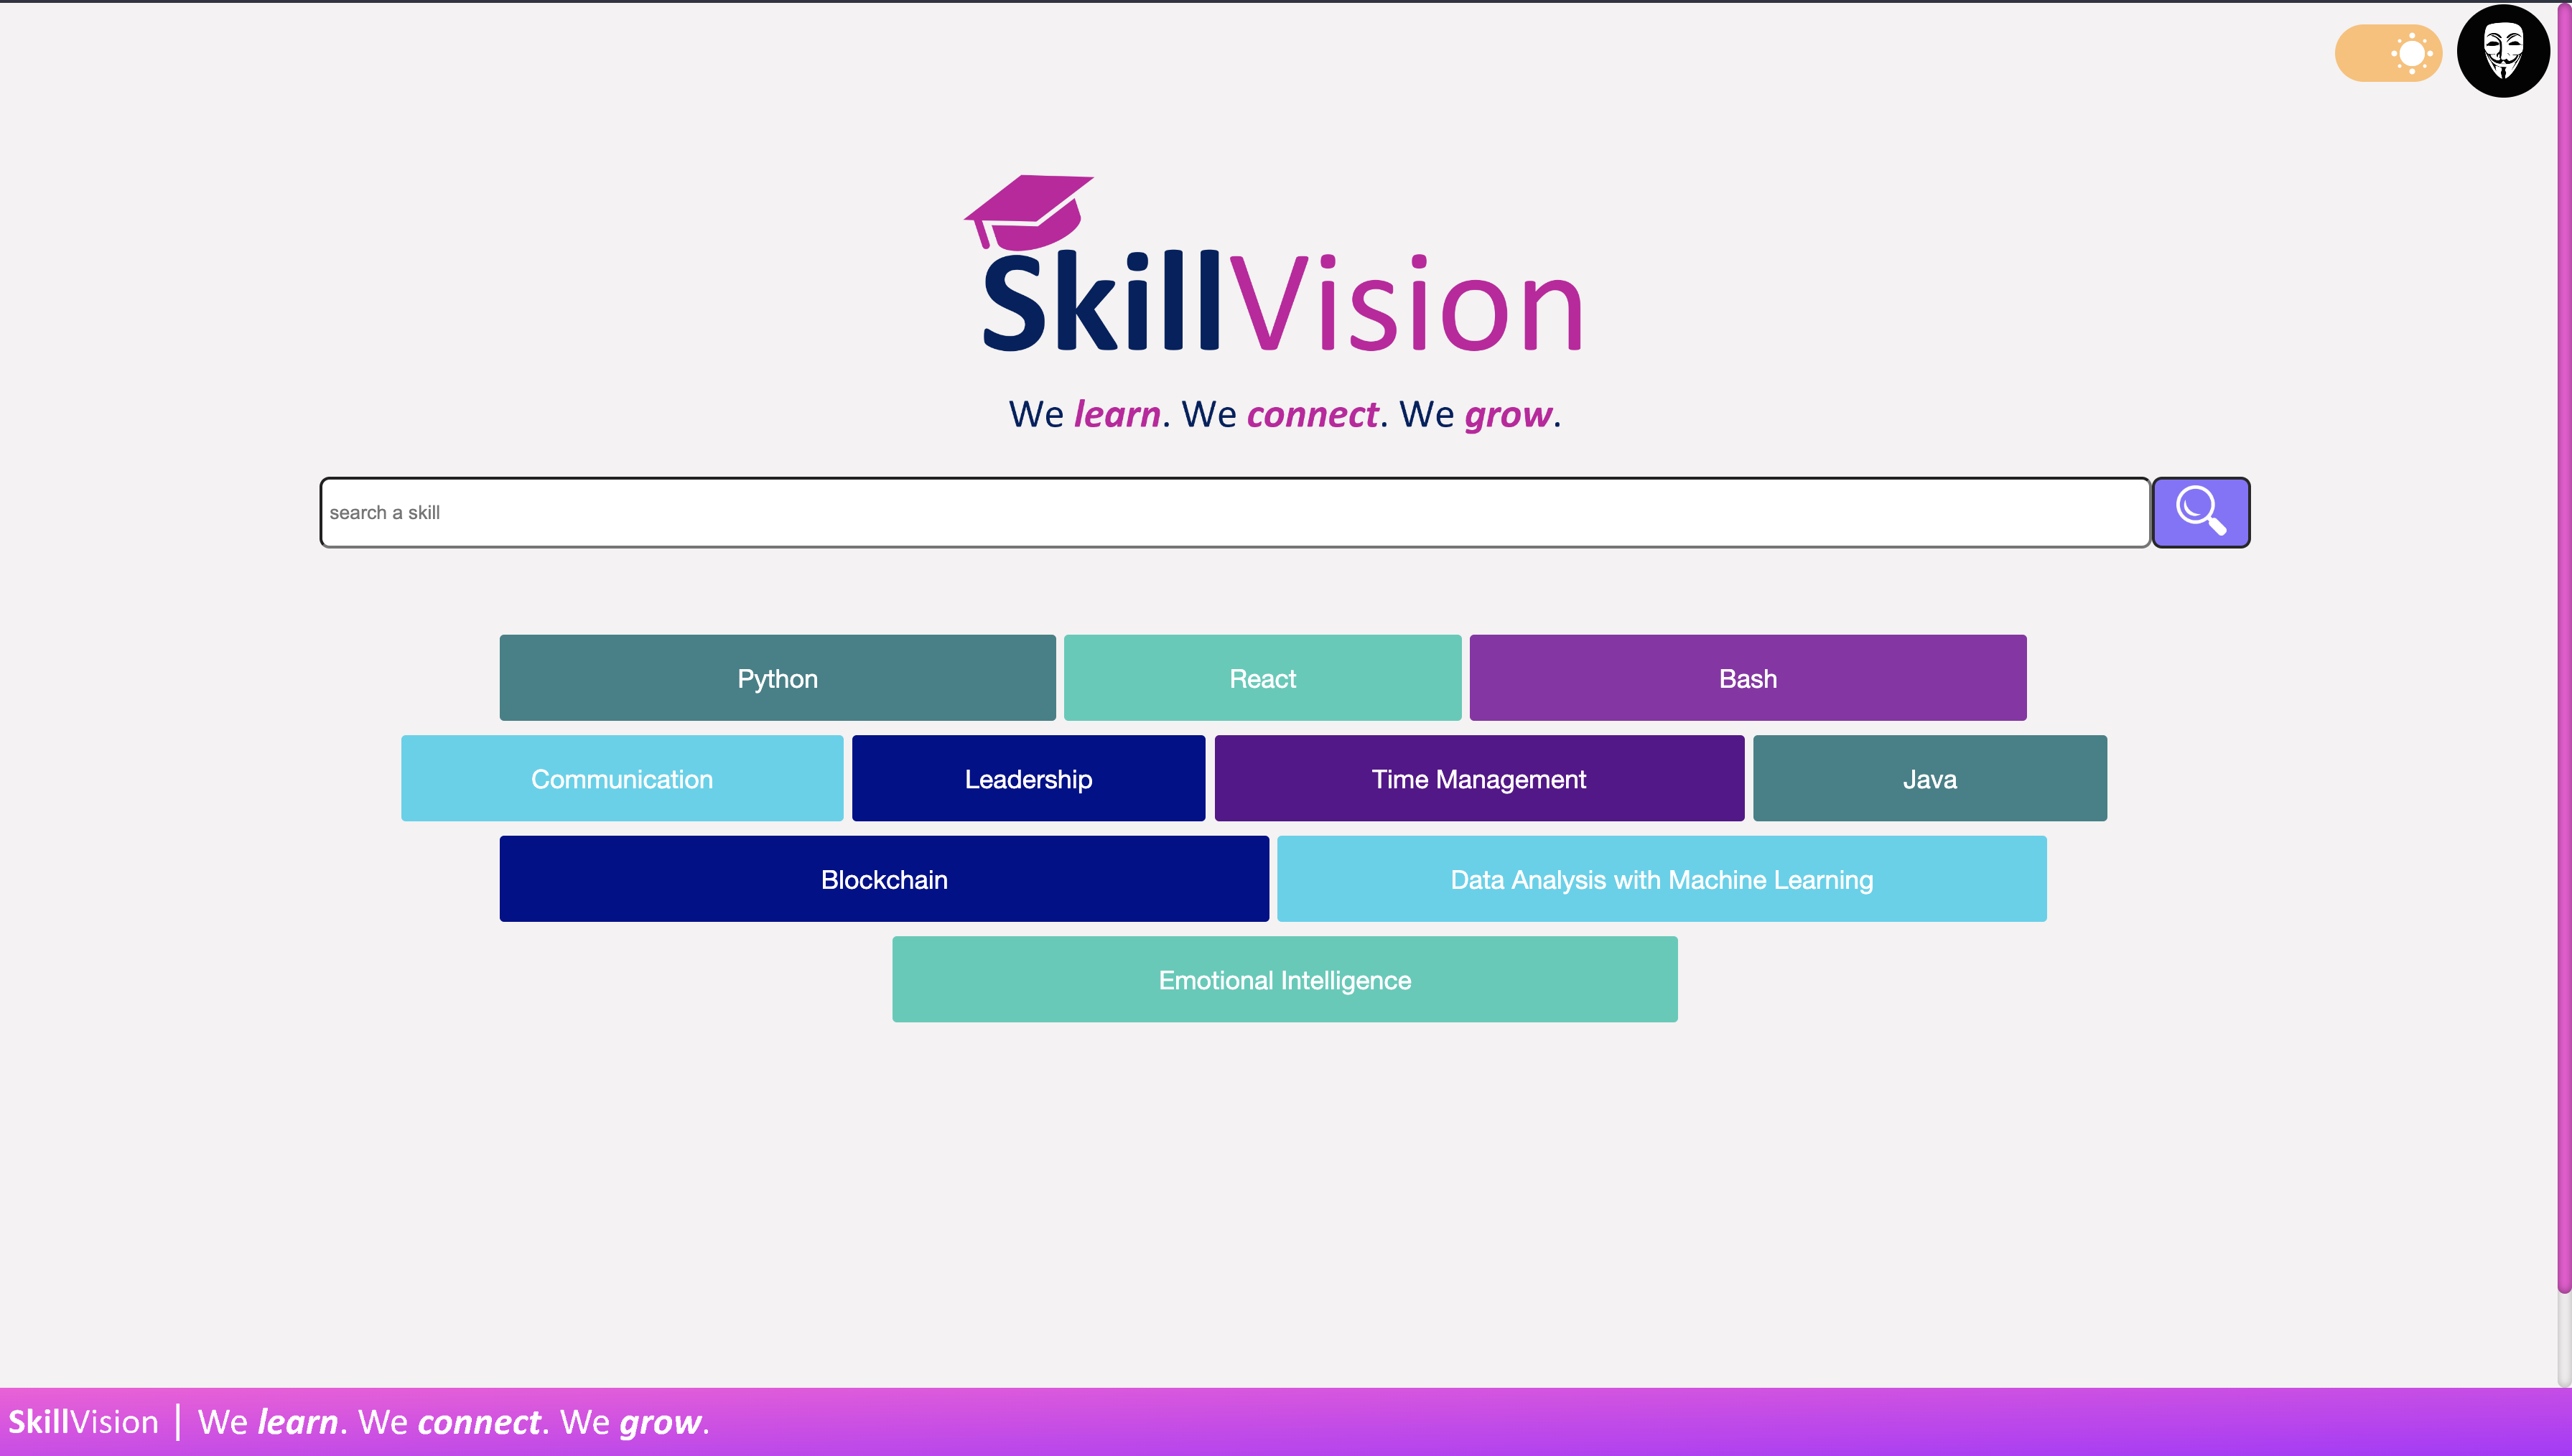 SkillVision
We learn. We connect. We grow.
search a skill
Python React Bash
Communication Leadership Time Management Java
Blockchain Data Analysis with Machine Learning
Emotional Intelligence
SkillVision | We learn. We connect. We grow.